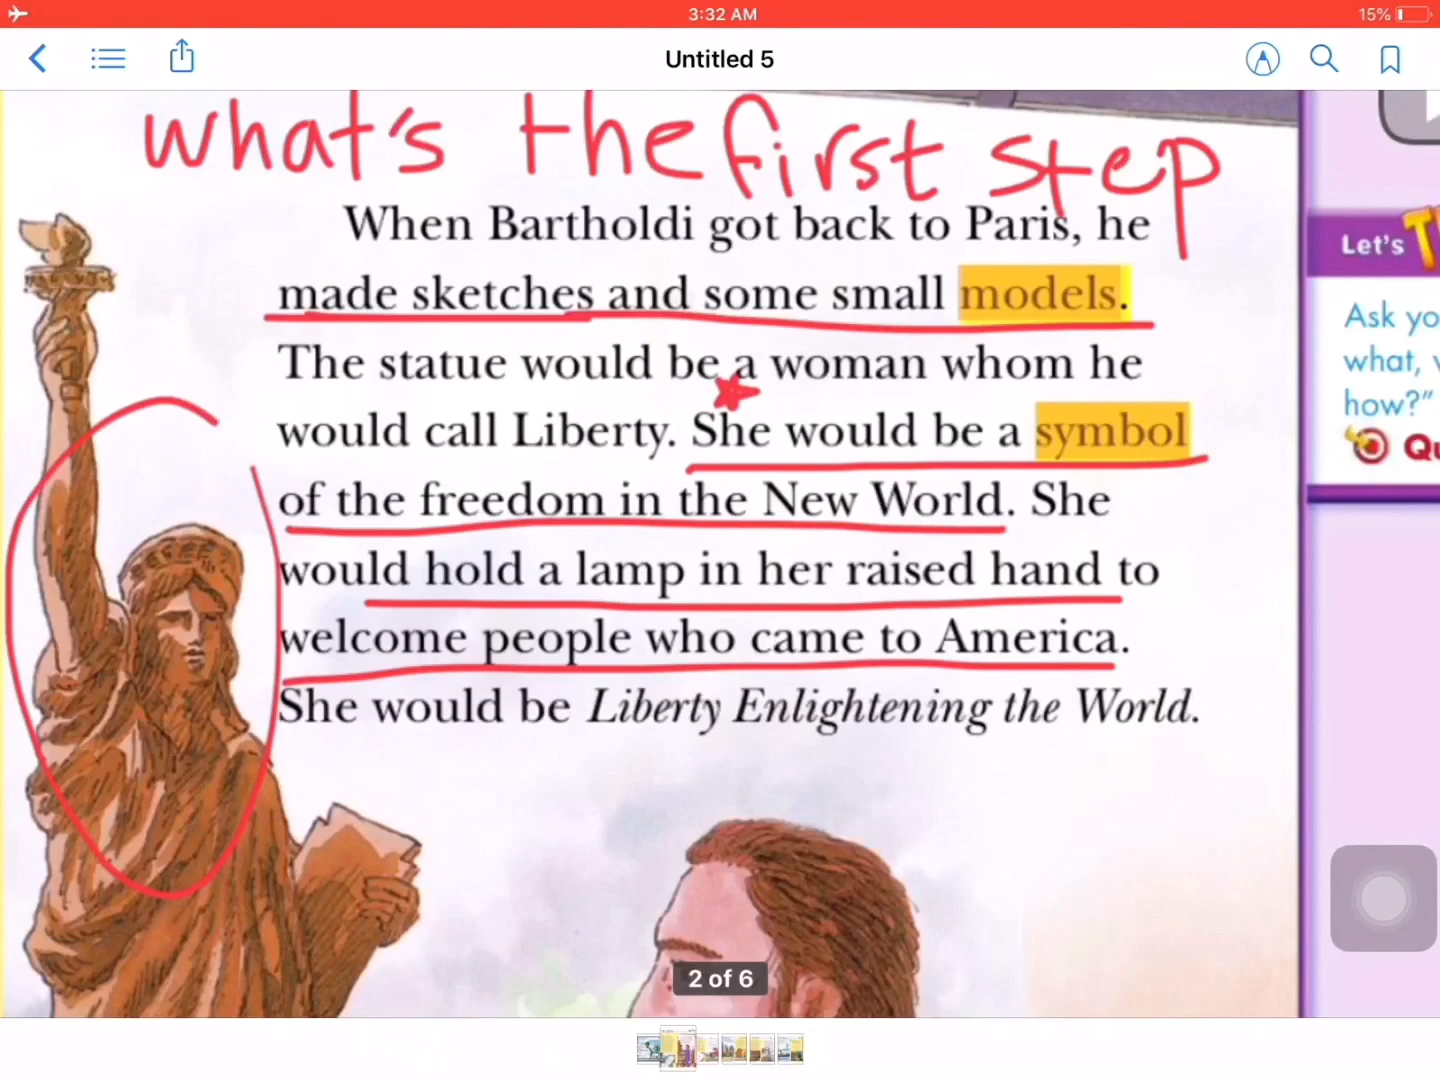 3:32 AM
15%
Untitled 5
what's the first step
When Bartholdi got back to Paris, he
made sketches and some small models.
The statue would be a woman whom he
would call Liberty. She would be a symbol
of the freedom in the New World. She
would hold a lamp in her raised hand to
welcome people who came to America.
She would be Liberty Enlightening the World.
Let's
Ask yo
what,
how?"
Qu
2 of 6